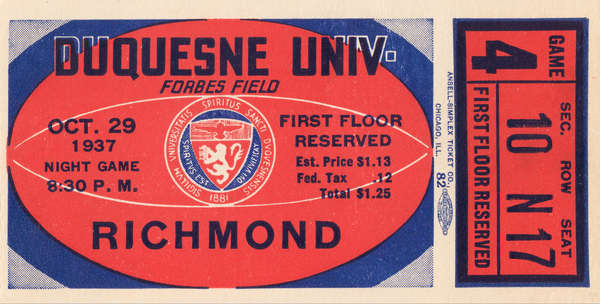 DUQUESNE UNIV.
FORBES FIELD
OCT. 29
1937
NIGHT GAME
8:30 P. M.
SIGILLUM UNIVERSITATIS SPIRITUS SANCTI DUQUESNENSIS
SPIRITUS EST QUI VIVIFICAT
1881
FIRST FLOOR
RESERVED
Est. Price $1.13
Fed. Tax .12
Total $1.25
RICHMOND
ANSELL-SIMPLEX TICKET CO.,
CHICAGO, ILL.
82
GAME
4
FIRST FLOOR RESERVED
SEC. ROW SEAT
10 N 17